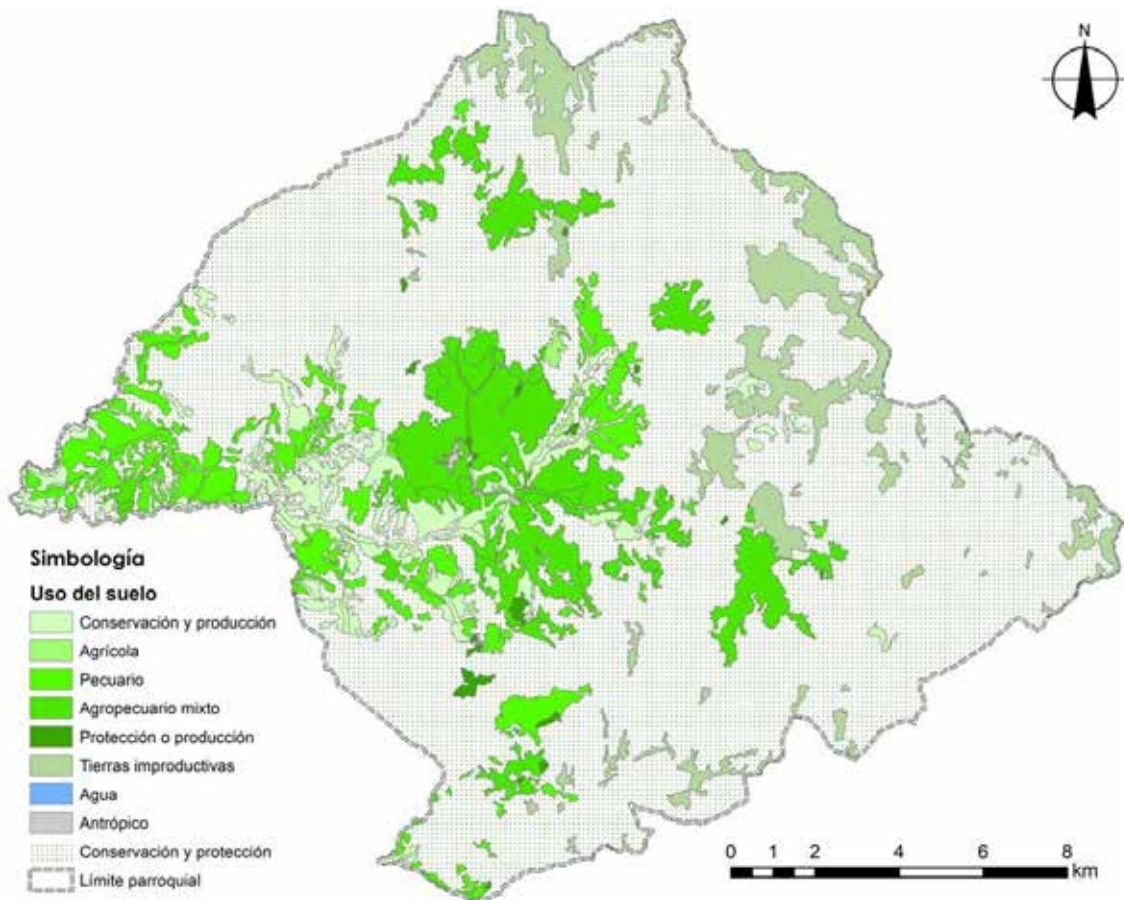 N
Simbología
Uso del suelo
Conservación y producción
Agrícola
Pecuario
Agropecuario mixto
Protección o producción
Tierras improductivas
Agua
Antrópico
Conservación y protección
Límite parroquial
0 1 2 4 6 8
km